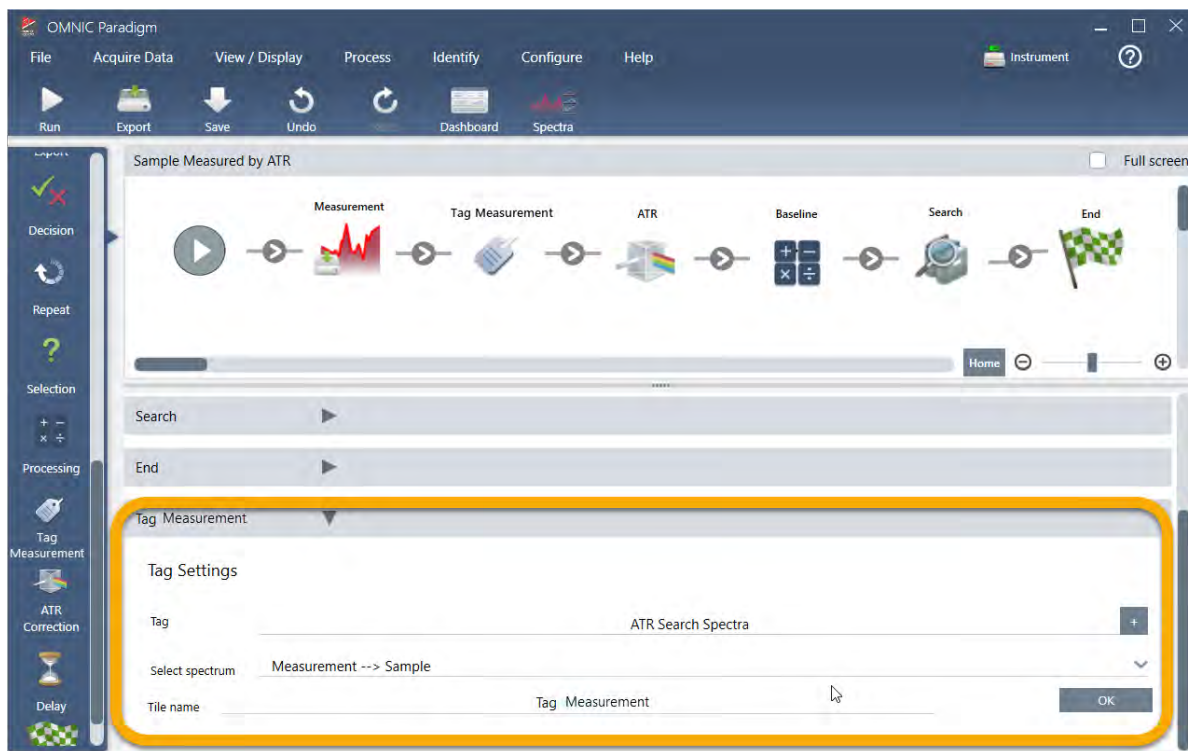 OMNIC Paradigm
File Acquire Data View / Display Process Identify Configure Help Instrument
Run Export Save Undo Dashboard Spectra
Export
Sample Measured by ATR Full screen
Measurement Tag Measurement ATR Baseline Search End
Decision
Repeat
Home
Selection
Search
Processing
End
Tag
Measurement
Tag Measurement
Tag Settings
Tag ATR Search Spectra +
ATR
Correction
Select spectrum Measurement --> Sample
Delay
Tile name Tag Measurement OK